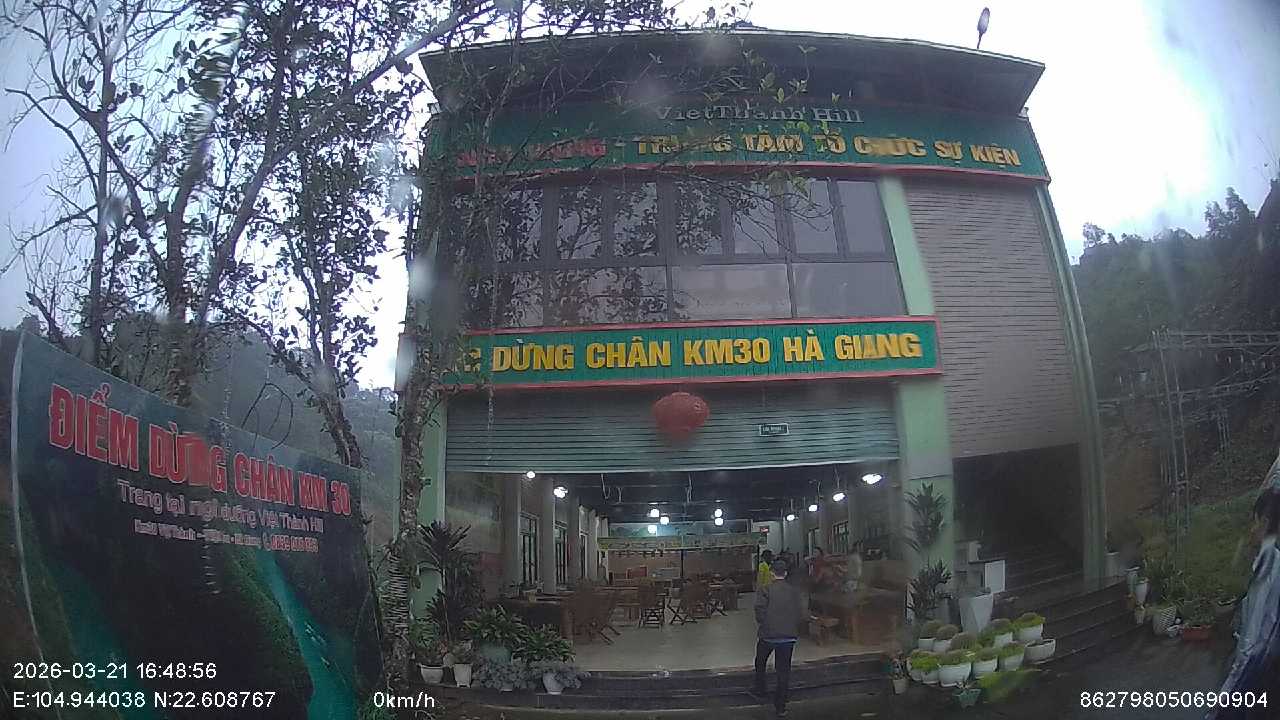 VietThanh Hill
- TRUNG TÂM TỔ CHỨC SỰ KIỆN
DỪNG CHÂN KM30 HÀ GIANG
ĐIỂM DỪNG CHÂN KM 30
Trang trại nghỉ dưỡng Việt Thành Hill
2026-03-21 16:48:56
E:104.944038 N:22.608767
0km/h
862798050690904